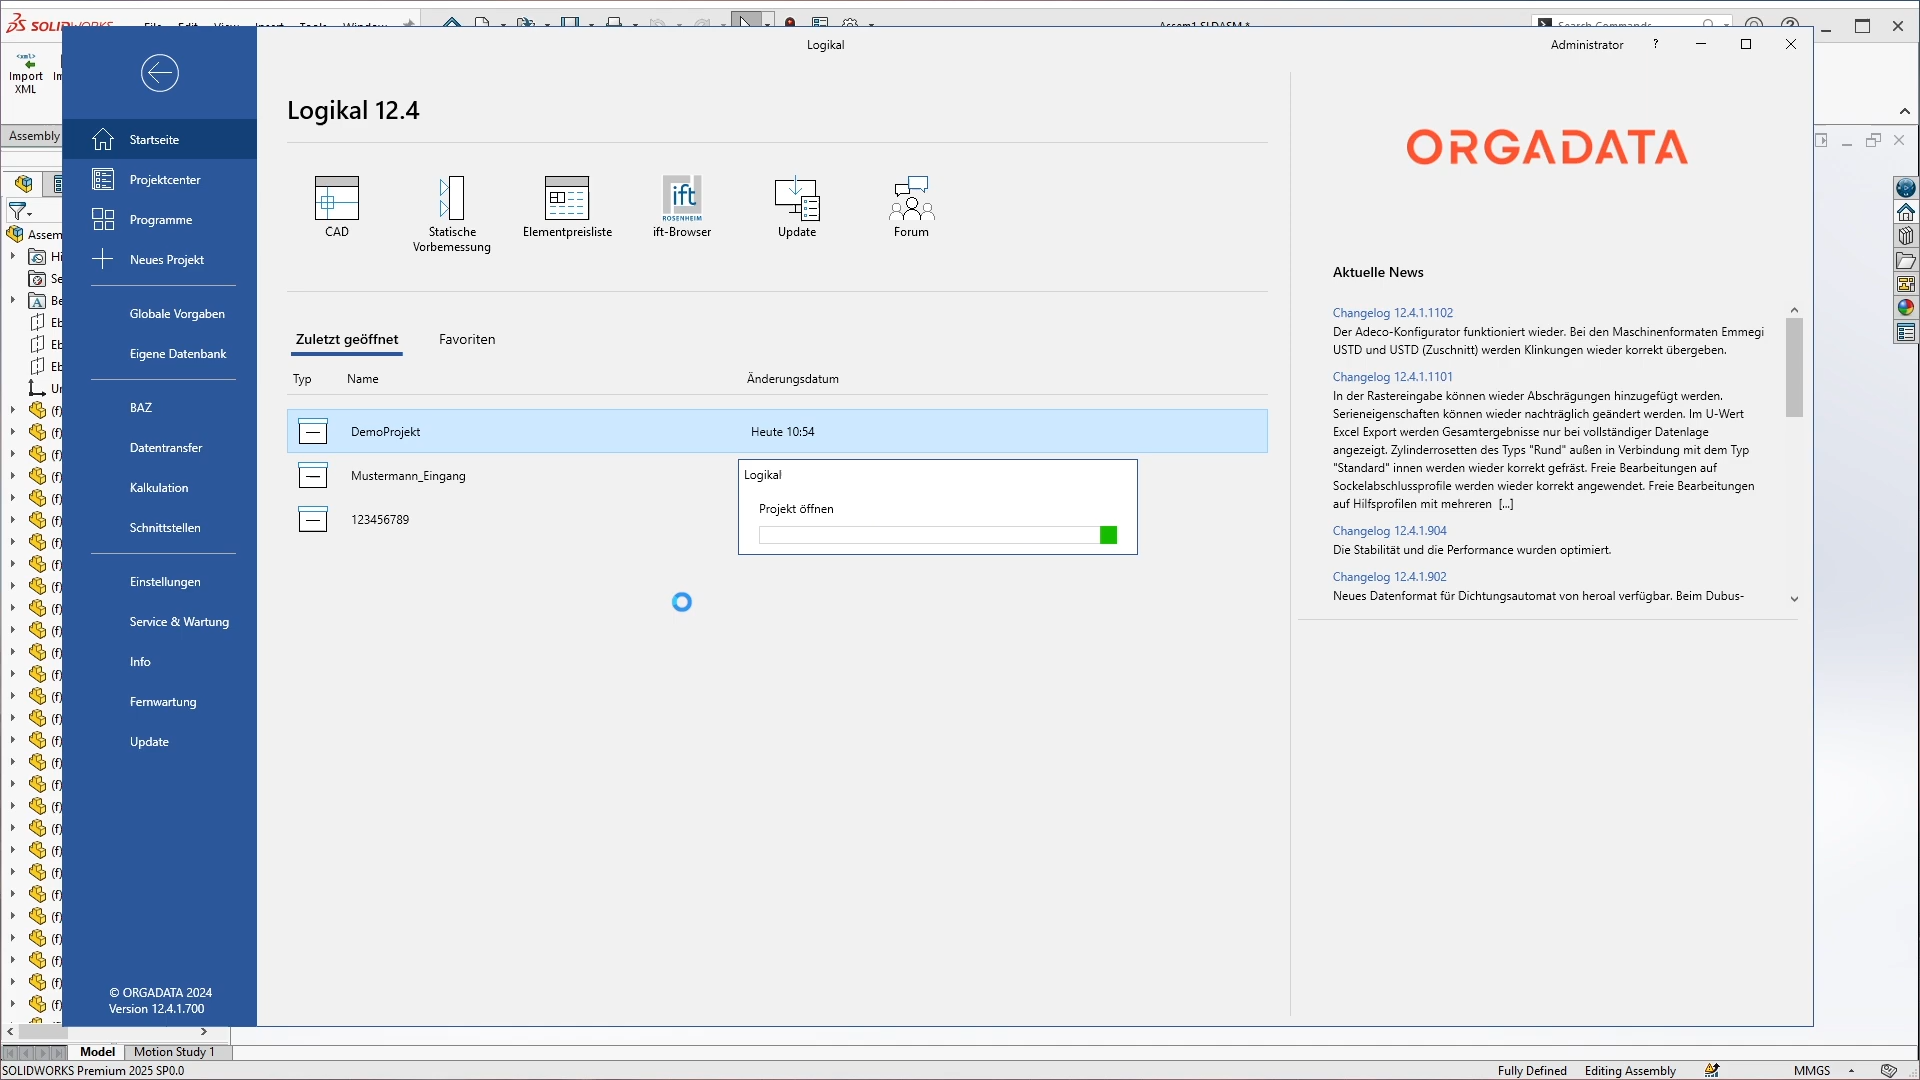 SOLIDWORKS
Logikal
Administrator
?
Import
XML
Assembly
Logikal 12.4
ORGADATA
Startseite
Projektcenter
Programme
Neues Projekt
Globale Vorgaben
Eigene Datenbank
BAZ
Datentransfer
Kalkulation
Schnittstellen
Einstellungen
Service & Wartung
Info
Fernwartung
Update
© ORGADATA 2024
Version 12.4.1.700
CAD
Statische
Vorbemessung
Elementpreisliste
ift
ROSENHEIM
ift-Browser
Update
Forum
Zuletzt geöffnet
Favoriten
Typ
Name
Änderungsdatum
DemoProjekt
Heute 10:54
Mustermann_Eingang
123456789
Logikal
Projekt öffnen
Aktuelle News
Changelog 12.4.1.1102
Der Adeco-Konfigurator funktioniert wieder. Bei den Maschinenformaten Emmegi
USTD und USTD (Zuschnitt) werden Klinkungen wieder korrekt übergeben.
Changelog 12.4.1.1101
In der Rastereingabe können wieder Abschrägungen hinzugefügt werden.
Serieneigenschaften können wieder nachträglich geändert werden. Im U-Wert
Excel Export werden Gesamtergebnisse nur bei vollständiger Datenlage
angezeigt. Zylinderrosetten des Typs "Rund" außen in Verbindung mit dem Typ
"Standard" innen werden wieder korrekt gefräst. Freie Bearbeitungen auf
Sockelabschlussprofile werden wieder korrekt angewendet. Freie Bearbeitungen
auf Hilfsprofilen mit mehreren [...]
Changelog 12.4.1.904
Die Stabilität und die Performance wurden optimiert.
Changelog 12.4.1.902
Neues Datenformat für Dichtungsautomat von heroal verfügbar. Beim Dubus-
Model
Motion Study 1
SOLIDWORKS Premium 2025 SP0.0
Fully Defined
Editing Assembly
MMGS